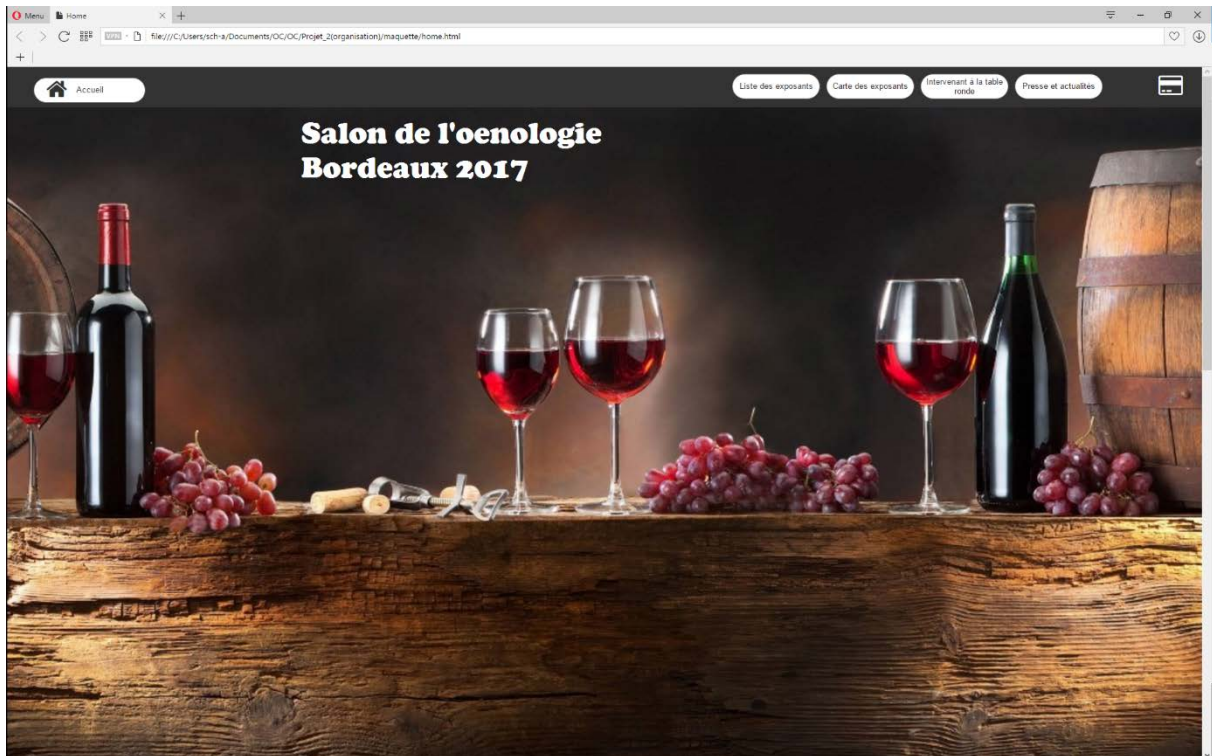 Menu
Home
VPN
file:///C:/Users/sch-a/Documents/OC/OC/Projet_2(organisation)/maquette/home.html
Accueil
Liste des exposants
Carte des exposants
Intervenant à la table
ronde
Presse et actualités
Salon de l'oenologie
Bordeaux 2017